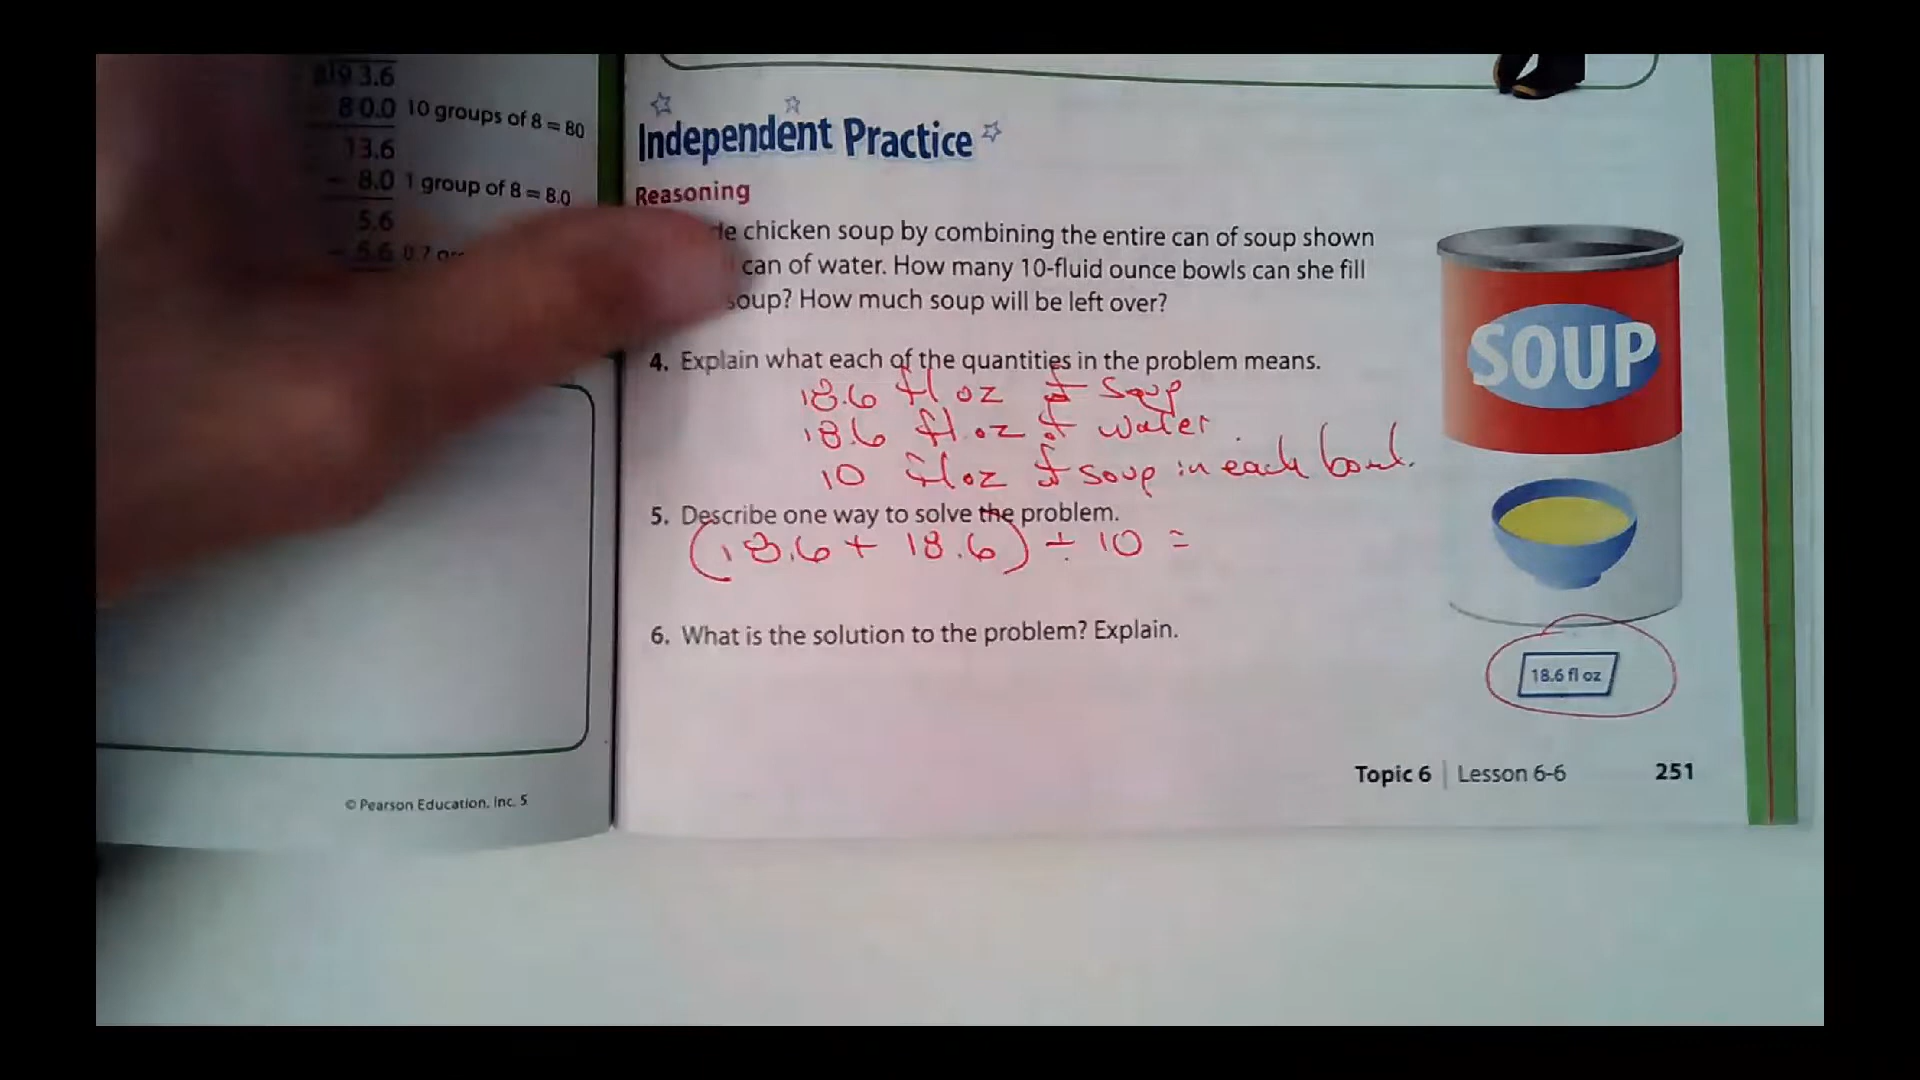 93.6
80.0 10 groups of 8 = 80
13.6
- 8.0 1 group of 8 = 8.0
5.6
- 5.6 0.7
© Pearson Education, Inc. 5
Independent Practice
Reasoning
chicken soup by combining the entire can of soup shown
can of water. How many 10-fluid ounce bowls can she fill
soup? How much soup will be left over?
4. Explain what each of the quantities in the problem means.
18.6 fl oz of soup
18.6 fl oz of water
10 fl oz of soup in each bowl.
5. Describe one way to solve the problem.
(18.6 + 18.6) ÷ 10 =
6. What is the solution to the problem? Explain.
SOUP
18.6 fl oz
Topic 6 | Lesson 6-6 251